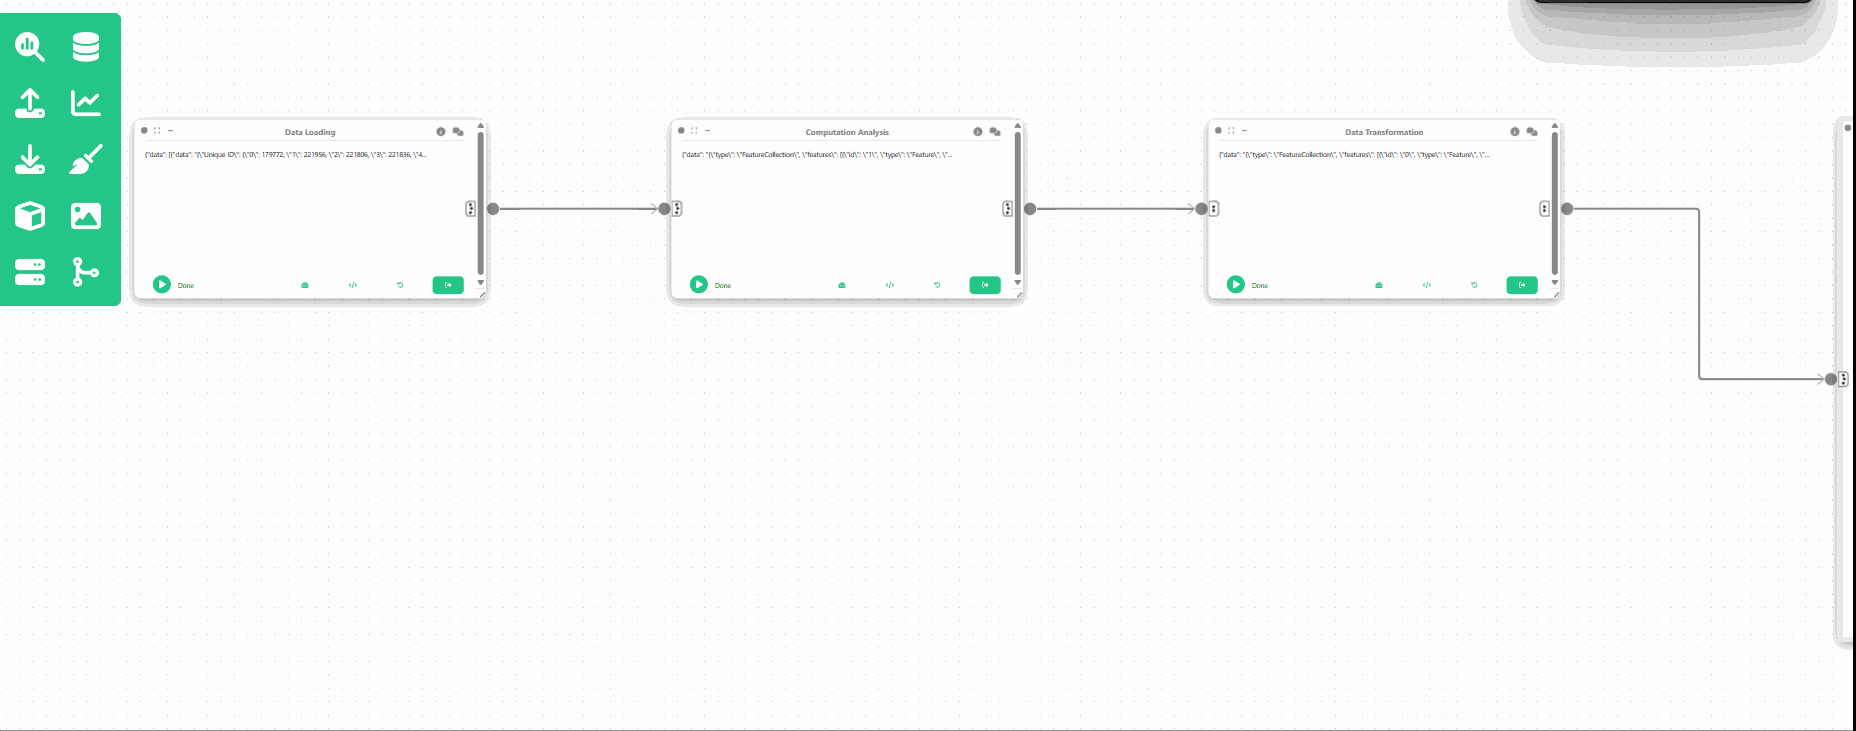 Data Loading
{"data": [{"data": "{\"Unique ID\": {\"0\": 179772, \"1\": 221956, \"2\": 221806, \"3\": 221836, \"4...
Done
Computation Analysis
{"data": "{\"type\": \"FeatureCollection\", \"features\": [{\"id\": \"1\", \"type\": \"Feature\", \"...
Done
Data Transformation
{"data": "{\"type\": \"FeatureCollection\", \"features\": [{\"id\": \"0\", \"type\": \"Feature\", \"...
Done